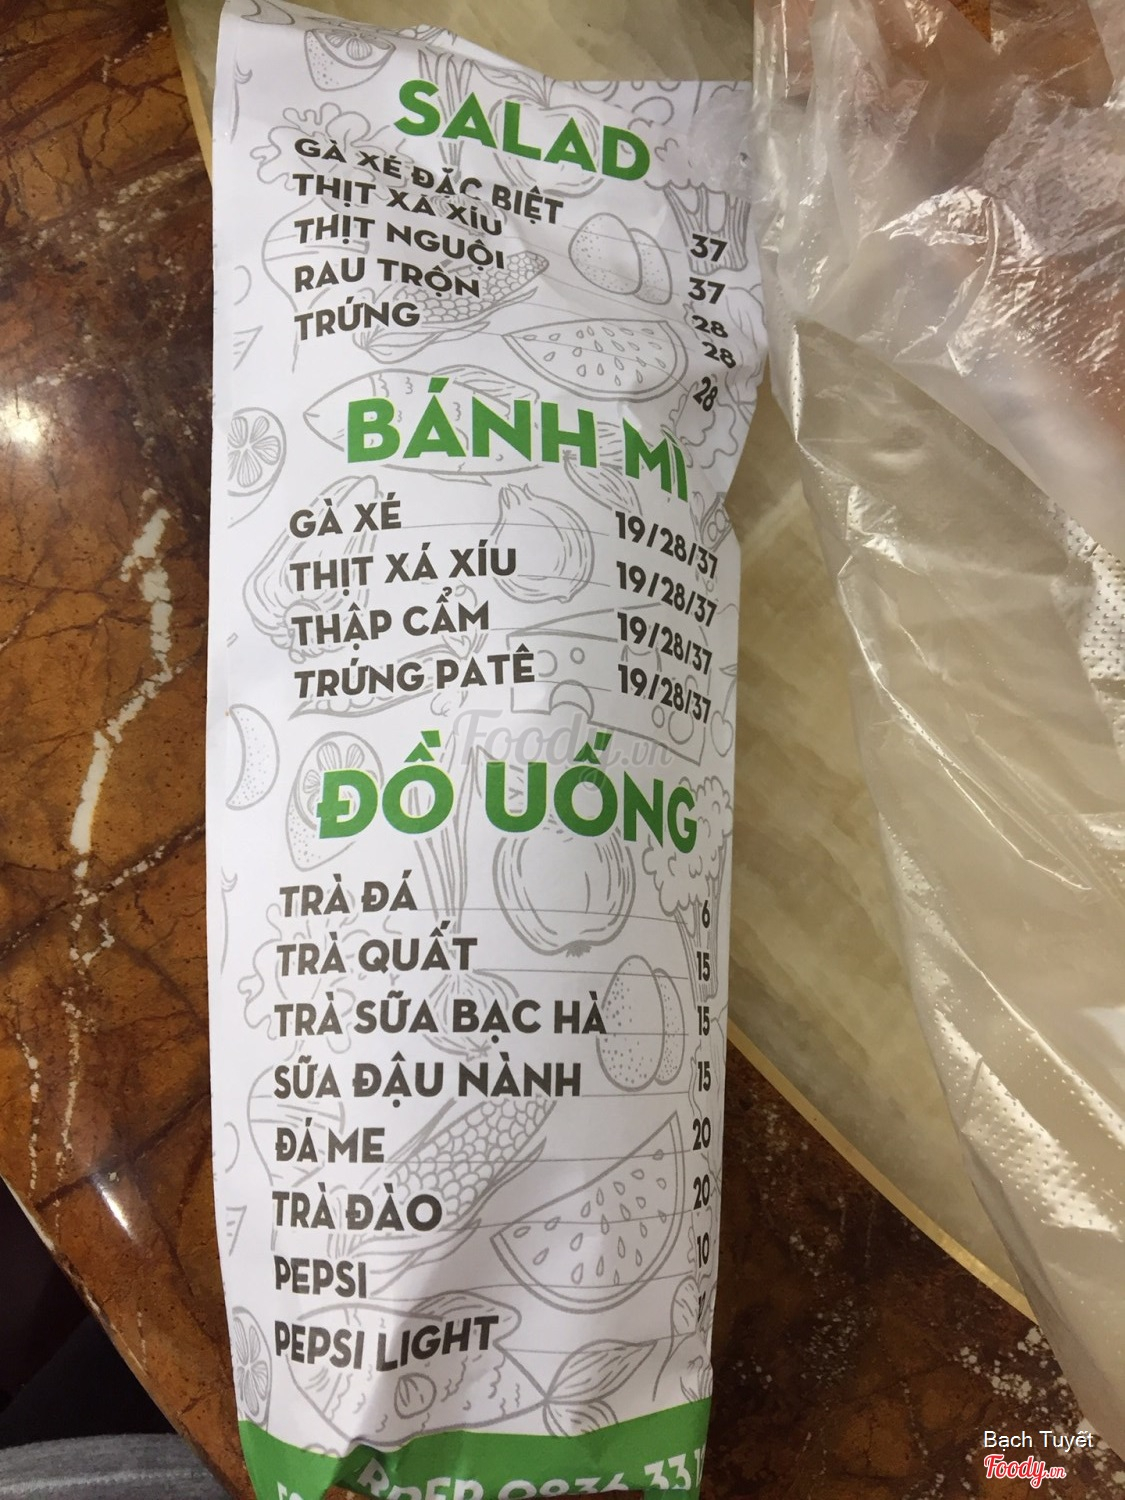 SALAD
GÀ XÉ ĐẶC BIỆT 37
THỊT XÁ XÍU 37
THỊT NGUỘI 28
RAU TRỘN 28
TRỨNG 28
BÁNH MÌ
GÀ XÉ 19/28/37
THỊT XÁ XÍU 19/28/37
THẬP CẨM 19/28/37
TRỨNG PATÊ 19/28/37
Foody.vn
ĐỒ UỐNG
TRÀ ĐÁ 6
TRÀ QUẤT 15
TRÀ SỮA BẠC HÀ 15
SỮA ĐẬU NÀNH 15
ĐÁ ME 20
TRÀ ĐÀO 20
PEPSI 10
PEPSI LIGHT
0936 33
Bạch Tuyết
Foody.vn